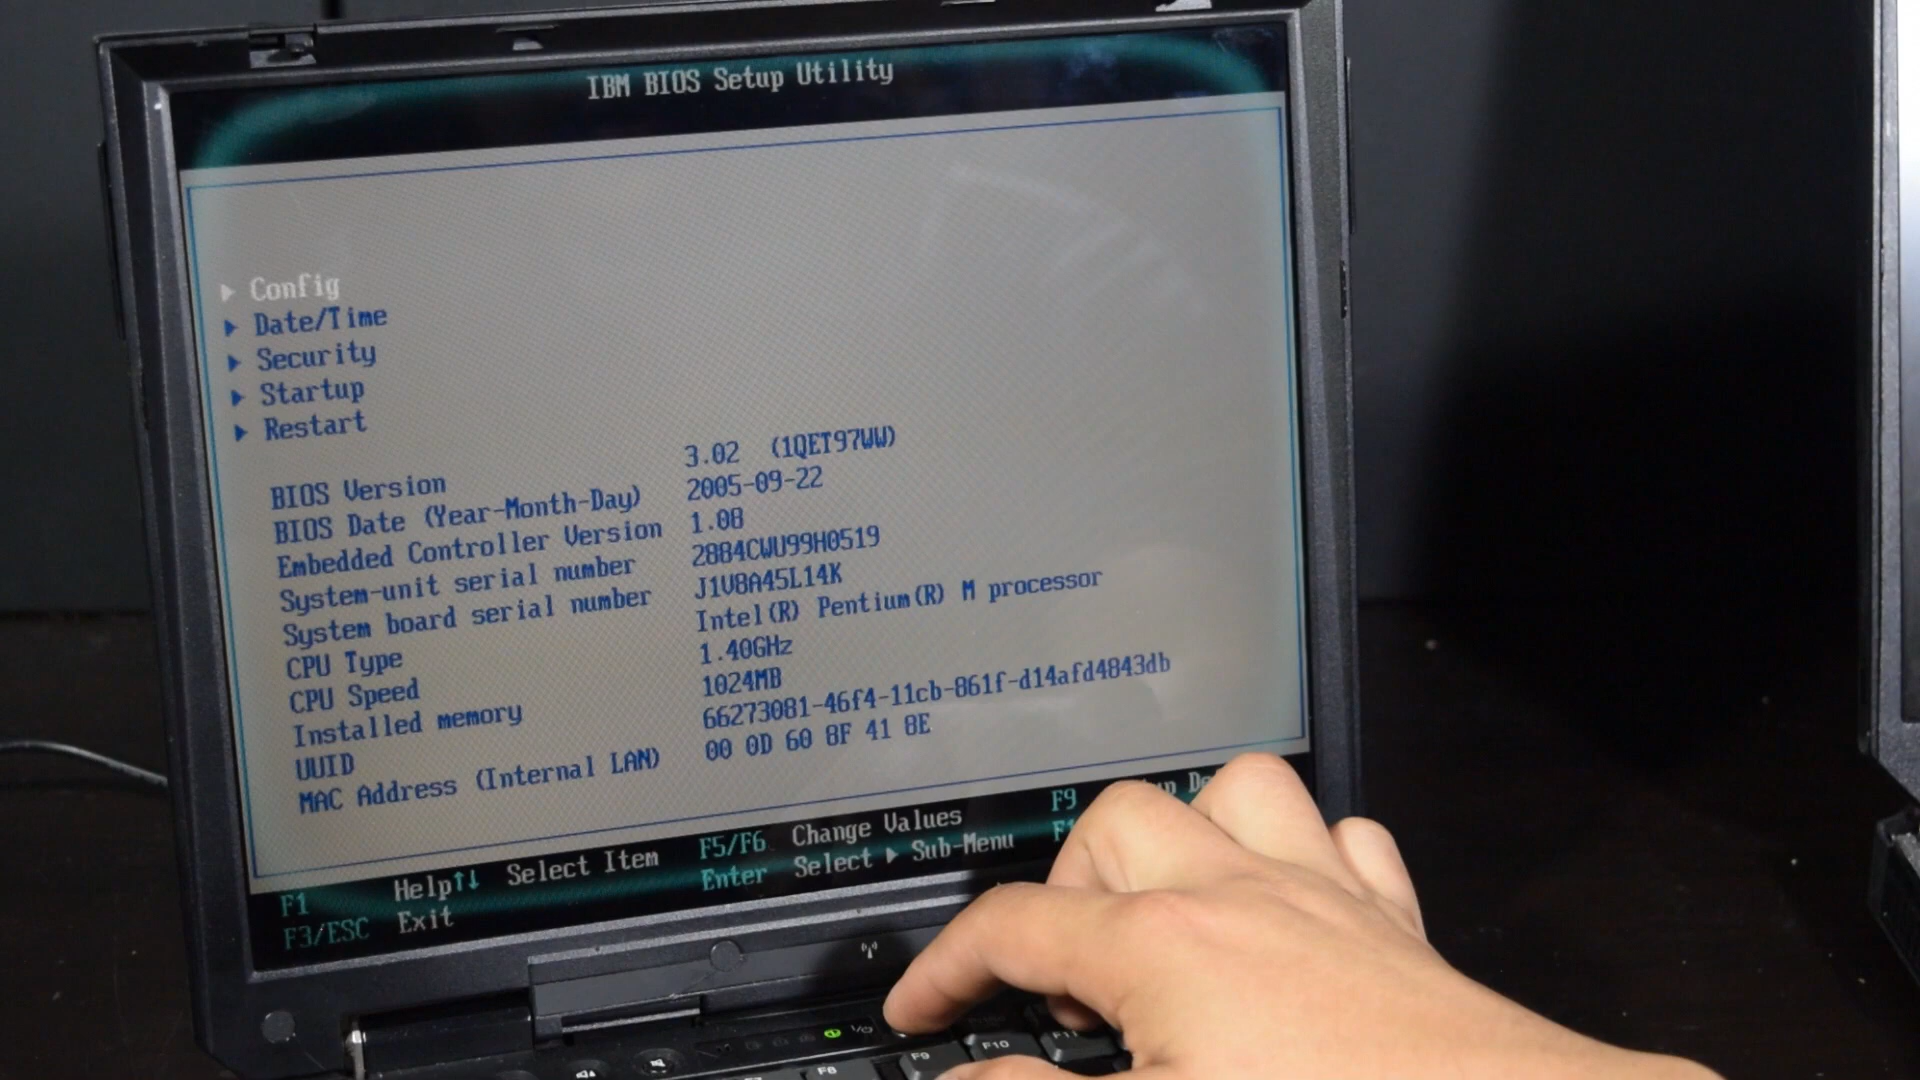 IBM BIOS Setup Utility
Config
Date/Time
Security
Startup
Restart
BIOS Version 3.02 (1QET97WW)
BIOS Date (Year-Month-Day) 2005-09-22
Embedded Controller Version 1.08
System-unit serial number 2884CWU99H0519
System board serial number J1V8A45L14K
CPU Type Intel(R) Pentium(R) M processor
CPU Speed 1.40GHz
Installed memory 1024MB
UUID 66273081-46f4-11cb-861f-d14afd4843db
MAC Address (Internal LAN) 00 0D 60 8F 41 8E
F1 Help ↑↓ Select Item F5/F6 Change Values F9
F3/ESC Exit Enter Select ▶ Sub-Menu
F8 F9 F10 F11